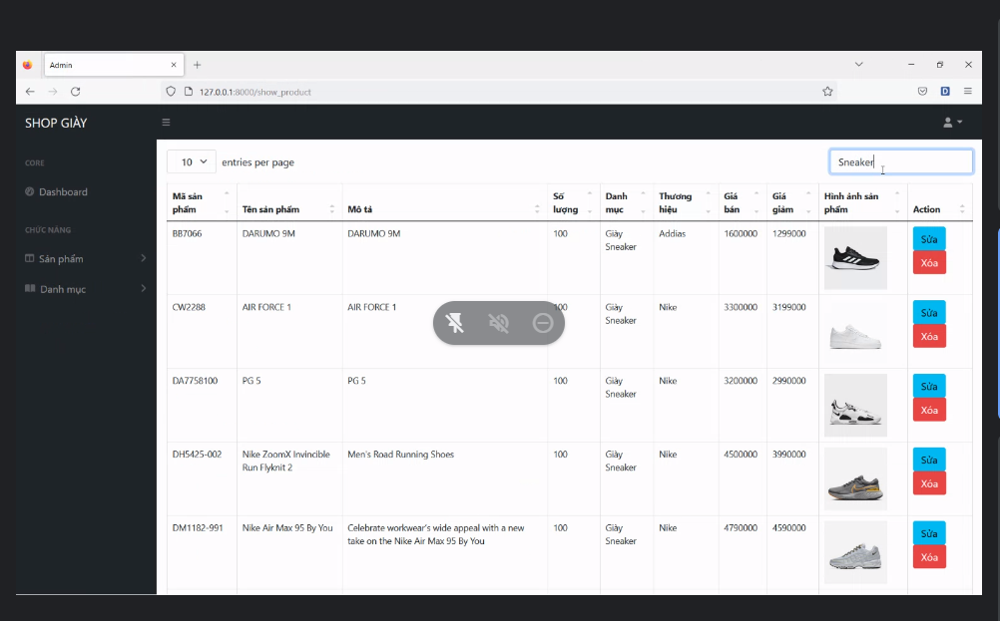 Admin
127.0.0.1:8000/show_product
SHOP GIÀY
CORE
Dashboard
CHỨC NĂNG
Sản phẩm
Danh mục
10 entries per page
Sneaker
Mã sản phẩm
Tên sản phẩm
Mô tả
Số lượng
Danh mục
Thương hiệu
Giá bán
Giá giảm
Hình ảnh sản phẩm
Action
BB7066 DARUMO 9M DARUMO 9M 100 Giày Sneaker Addias 1600000 1299000 Sửa
Xóa
CW2288 AIR FORCE 1 AIR FORCE 1 100 Giày Sneaker Nike 3300000 3199000 Sửa
Xóa
DA7758100 PG 5 PG 5 100 Giày Sneaker Nike 3200000 2990000 Sửa
Xóa
DH5425-002 Nike ZoomX Invincible Run Flyknit 2 Men's Road Running Shoes 100 Giày Sneaker Nike 4500000 3990000 Sửa
Xóa
DM1182-991 Nike Air Max 95 By You Celebrate workwear's wide appeal with a new take on the Nike Air Max 95 By You 100 Giày Sneaker Nike 4790000 4590000 Sửa
Xóa